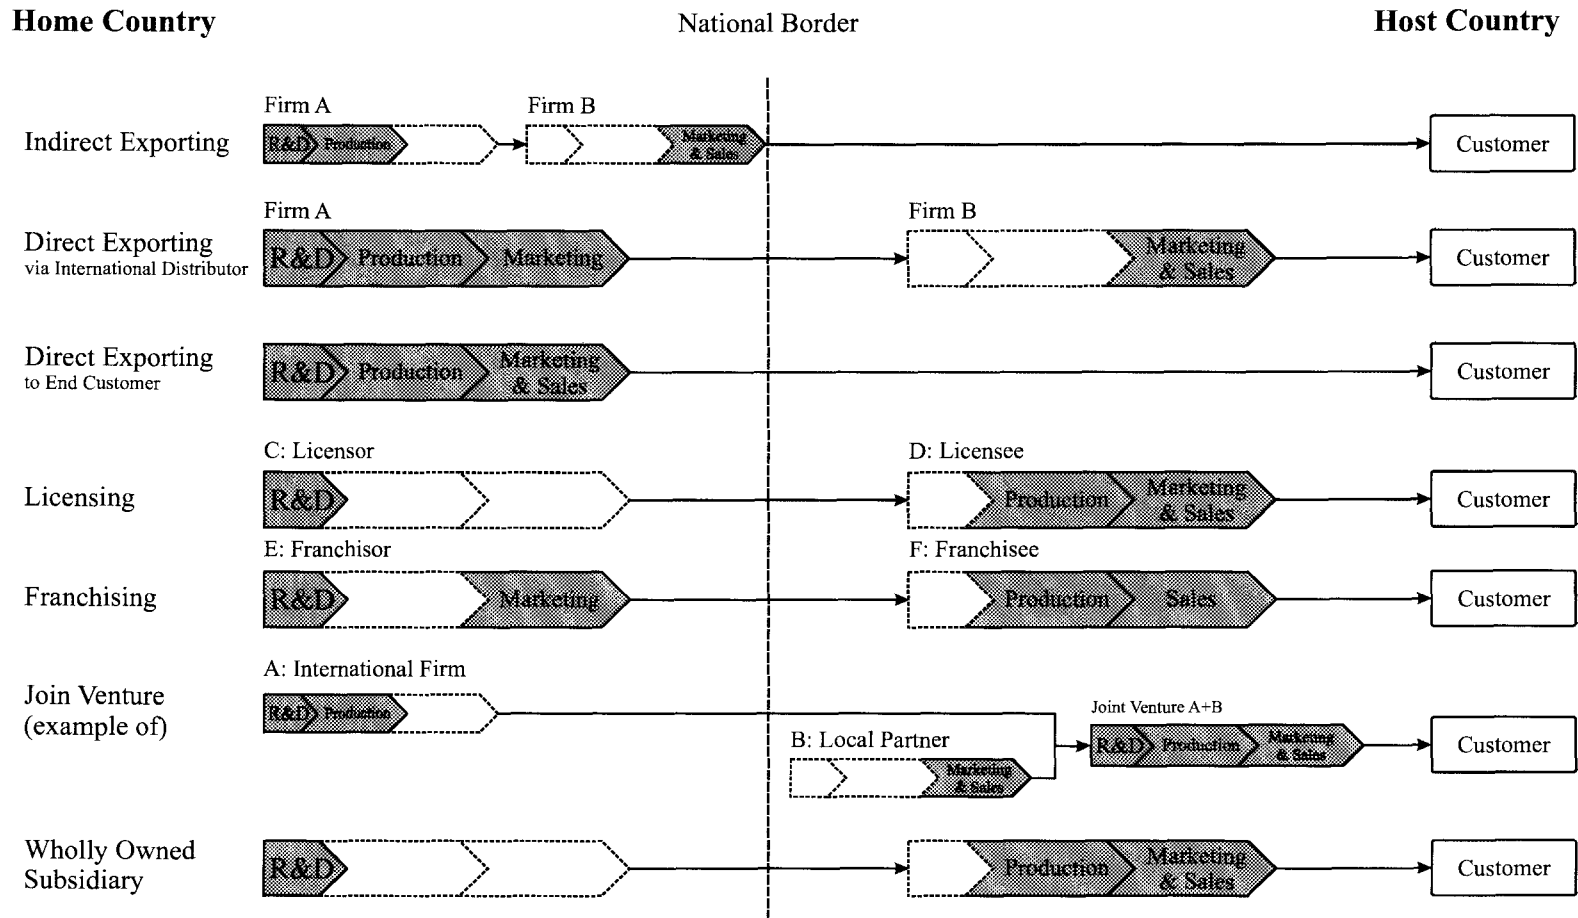 Home Country
National Border
Host Country
Firm A
Firm B
Indirect Exporting
R&D
Production
Marketing
& Sales
Customer
Firm A
Firm B
Direct Exporting
via International Distributor
R&D
Production
Marketing
Marketing
& Sales
Customer
Direct Exporting
to End Customer
R&D
Production
Marketing
& Sales
Customer
C: Licensor
D: Licensee
Licensing
R&D
Production
Marketing
& Sales
Customer
E: Franchisor
F: Franchisee
Franchising
R&D
Marketing
Production
Sales
Customer
A: International Firm
Join Venture
(example of)
R&D
Production
B: Local Partner
Marketing
& Sales
Joint Venture A+B
R&D
Production
Marketing
& Sales
Customer
Wholly Owned
Subsidiary
R&D
Production
Marketing
& Sales
Customer